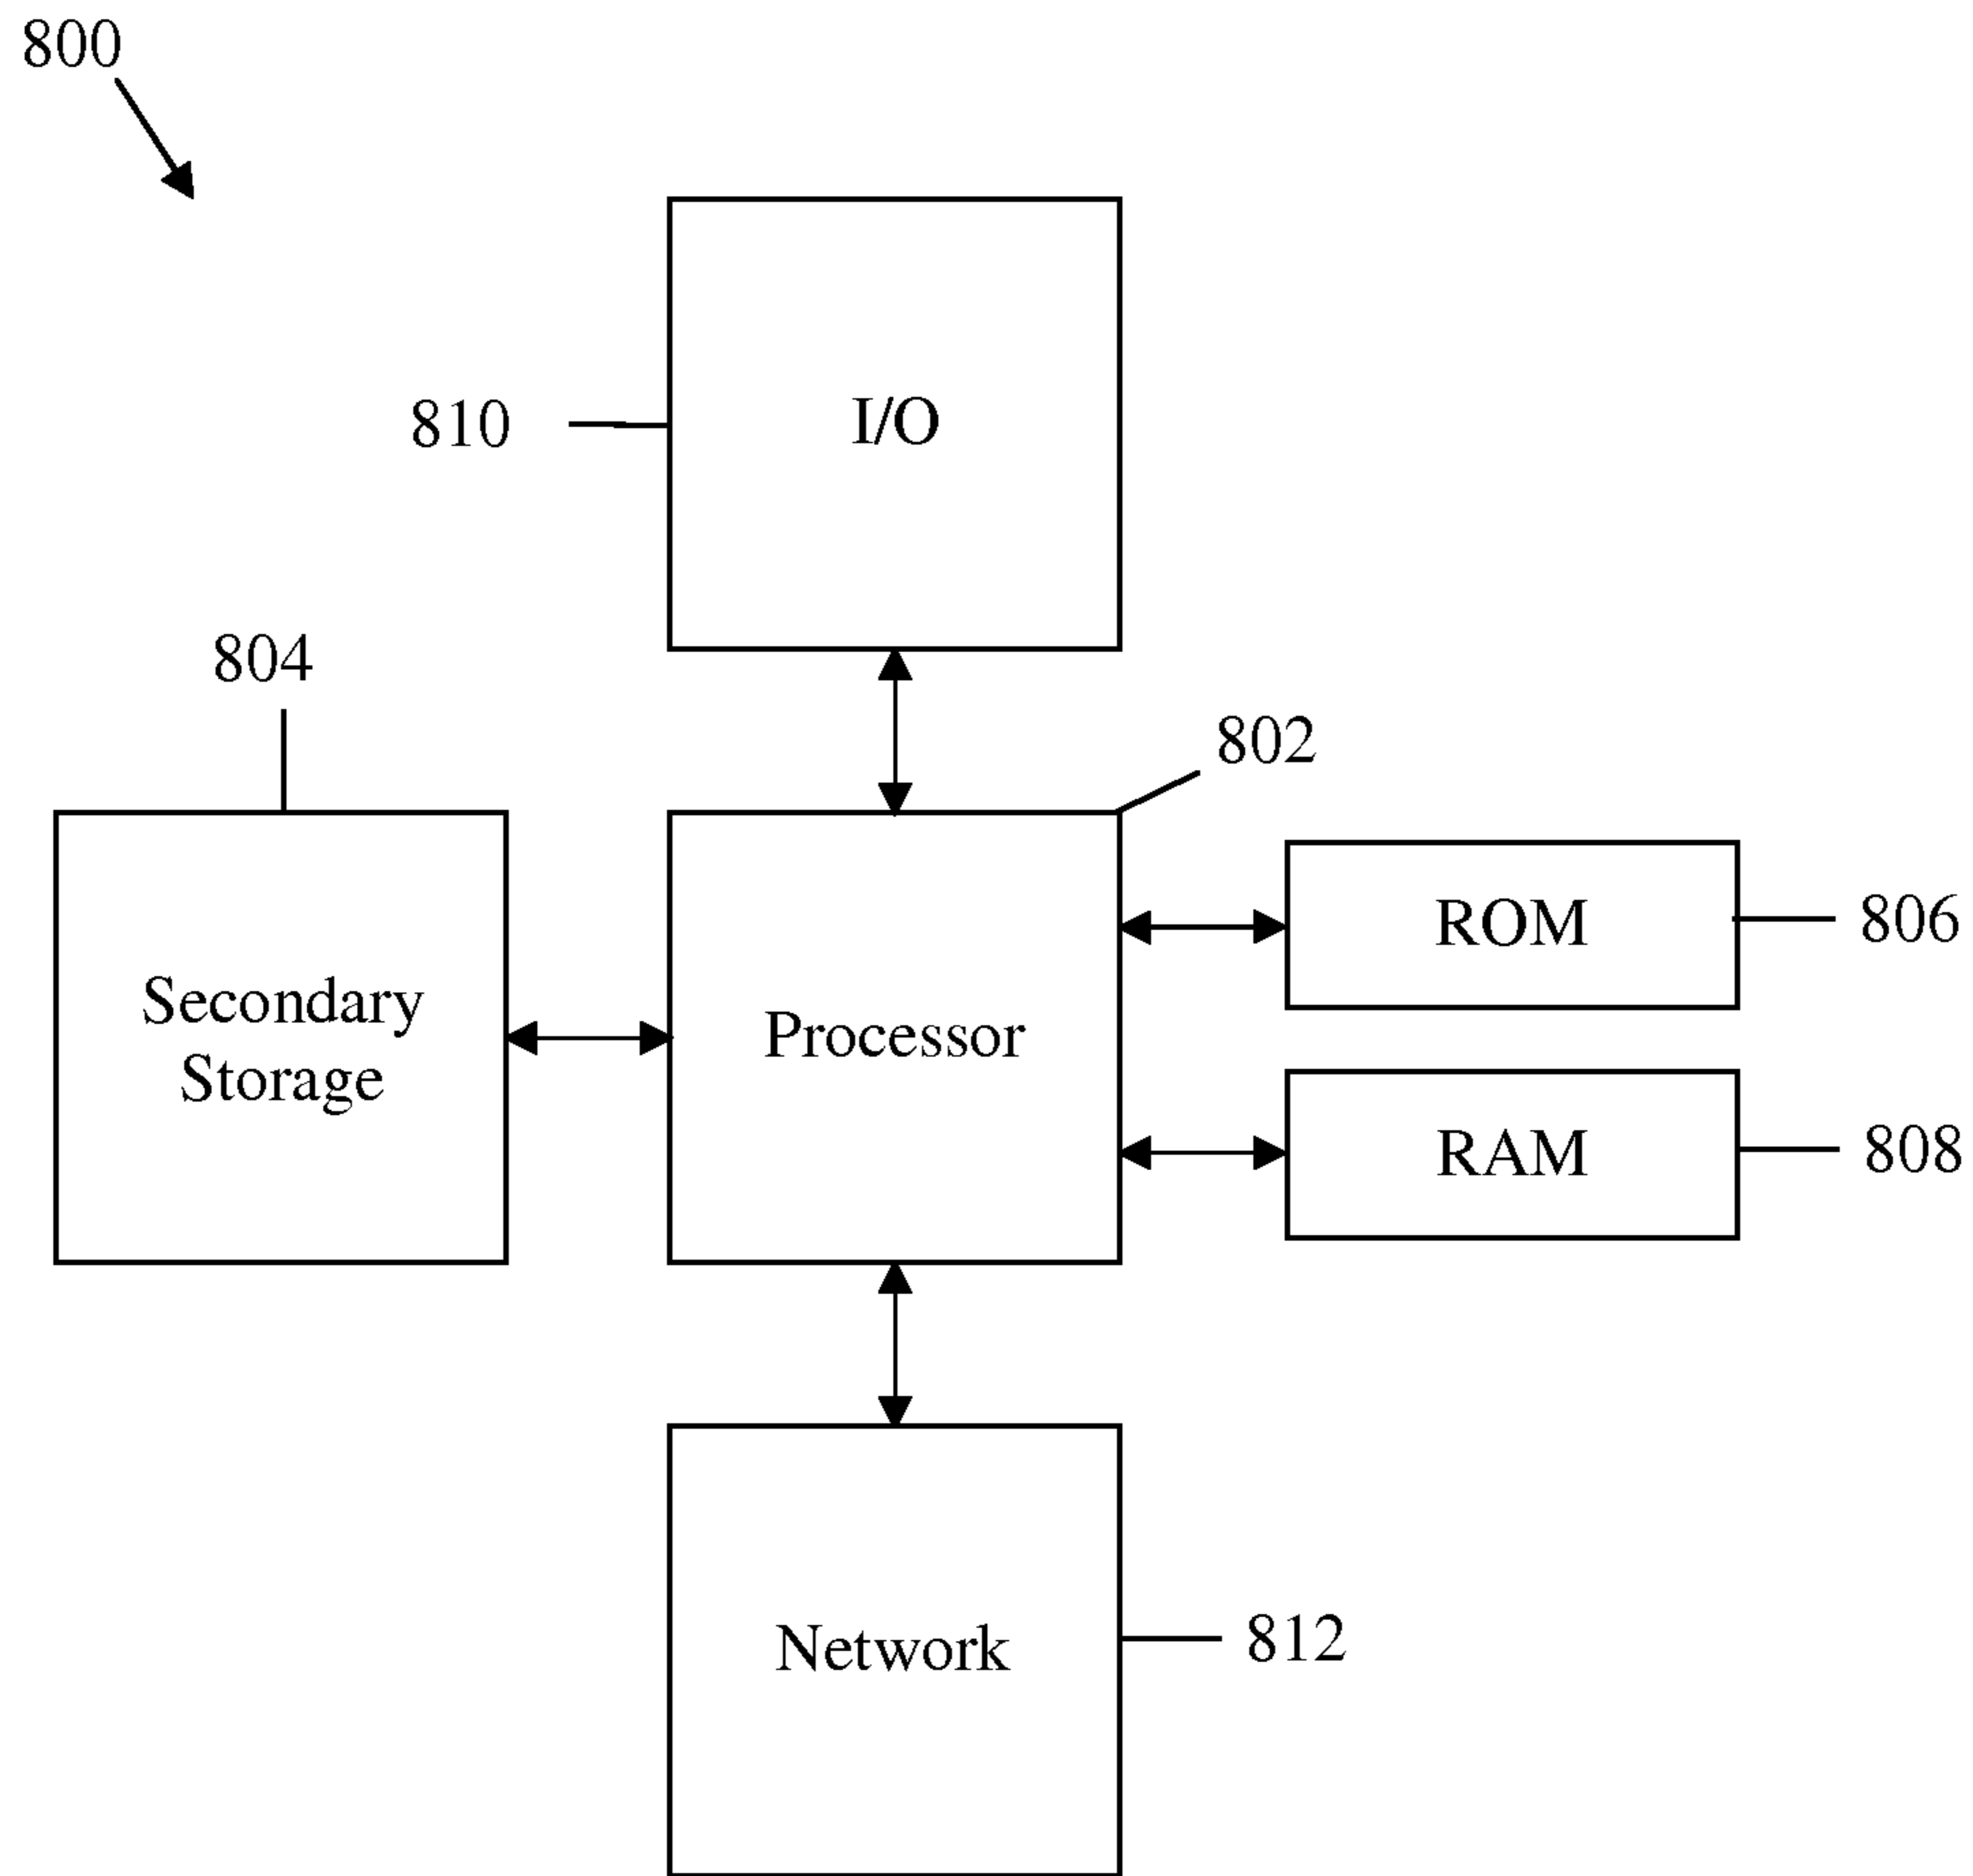 800
I/O
810
804
802
ROM
806
Secondary
Storage
Processor
RAM
808
Network
812